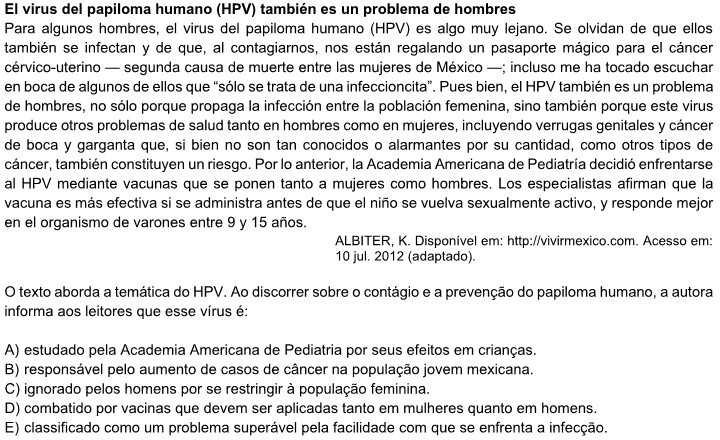 El virus del papiloma humano (HPV) también es un problema de hombres
Para algunos hombres, el virus del papiloma humano (HPV) es algo muy lejano. Se olvidan de que ellos
también se infectan y de que, al contagiarnos, nos están regalando un pasaporte mágico para el cáncer
cérvico-uterino — segunda causa de muerte entre las mujeres de México —; incluso me ha tocado escuchar
en boca de algunos de ellos que “sólo se trata de una infeccioncita”. Pues bien, el HPV también es un problema
de hombres, no sólo porque propaga la infección entre la población femenina, sino también porque este virus
produce otros problemas de salud tanto en hombres como en mujeres, incluyendo verrugas genitales y cáncer
de boca y garganta que, si bien no son tan conocidos o alarmantes por su cantidad, como otros tipos de
cáncer, también constituyen un riesgo. Por lo anterior, la Academia Americana de Pediatría decidió enfrentarse
al HPV mediante vacunas que se ponen tanto a mujeres como hombres. Los especialistas afirman que la
vacuna es más efectiva si se administra antes de que el niño se vuelva sexualmente activo, y responde mejor
en el organismo de varones entre 9 y 15 años.
ALBITER, K. Disponível em: http://vivirmexico.com. Acesso em:
10 jul. 2012 (adaptado).
O texto aborda a temática do HPV. Ao discorrer sobre o contágio e a prevenção do papiloma humano, a autora
informa aos leitores que esse vírus é:
A) estudado pela Academia Americana de Pediatria por seus efeitos em crianças.
B) responsável pelo aumento de casos de câncer na população jovem mexicana.
C) ignorado pelos homens por se restringir à população feminina.
D) combatido por vacinas que devem ser aplicadas tanto em mulheres quanto em homens.
E) classificado como um problema superável pela facilidade com que se enfrenta a infecção.